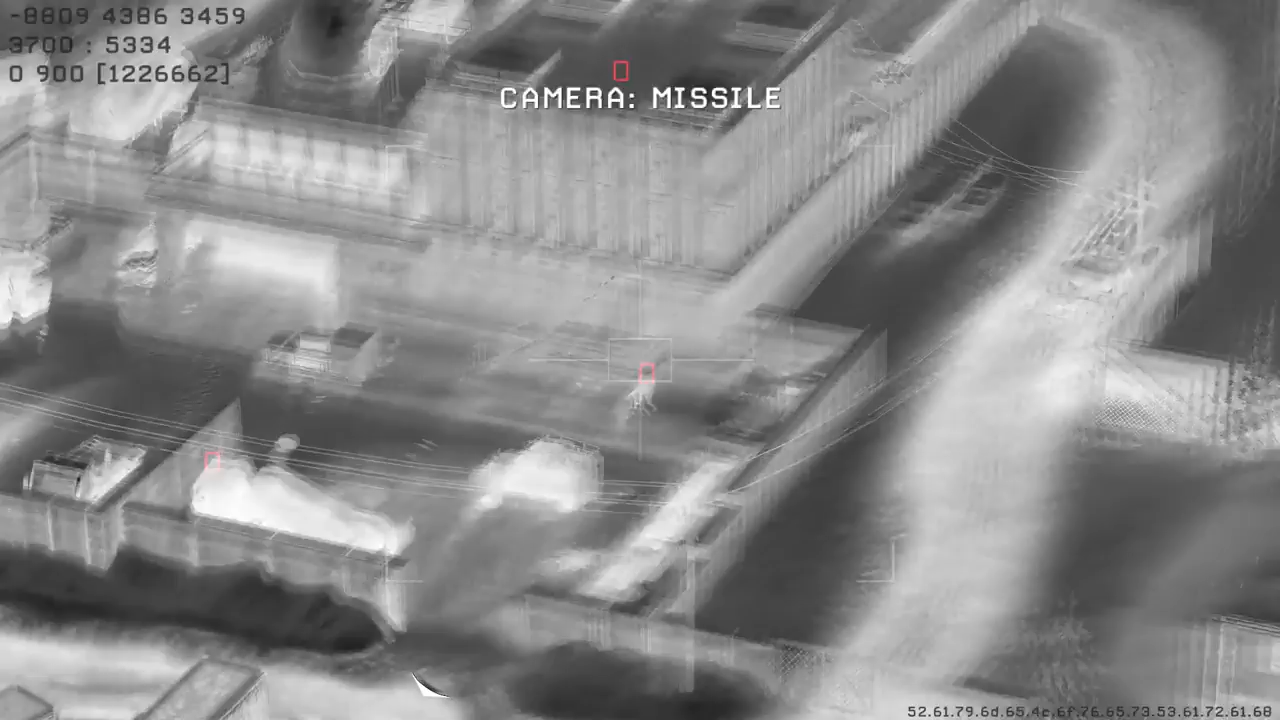 -8809 4386 3459
3700 : 5334
0 900 [1226662]
CAMERA: MISSILE
52.61.79.6d.65.4c.6f.76.65.73.53.61.72.61.68